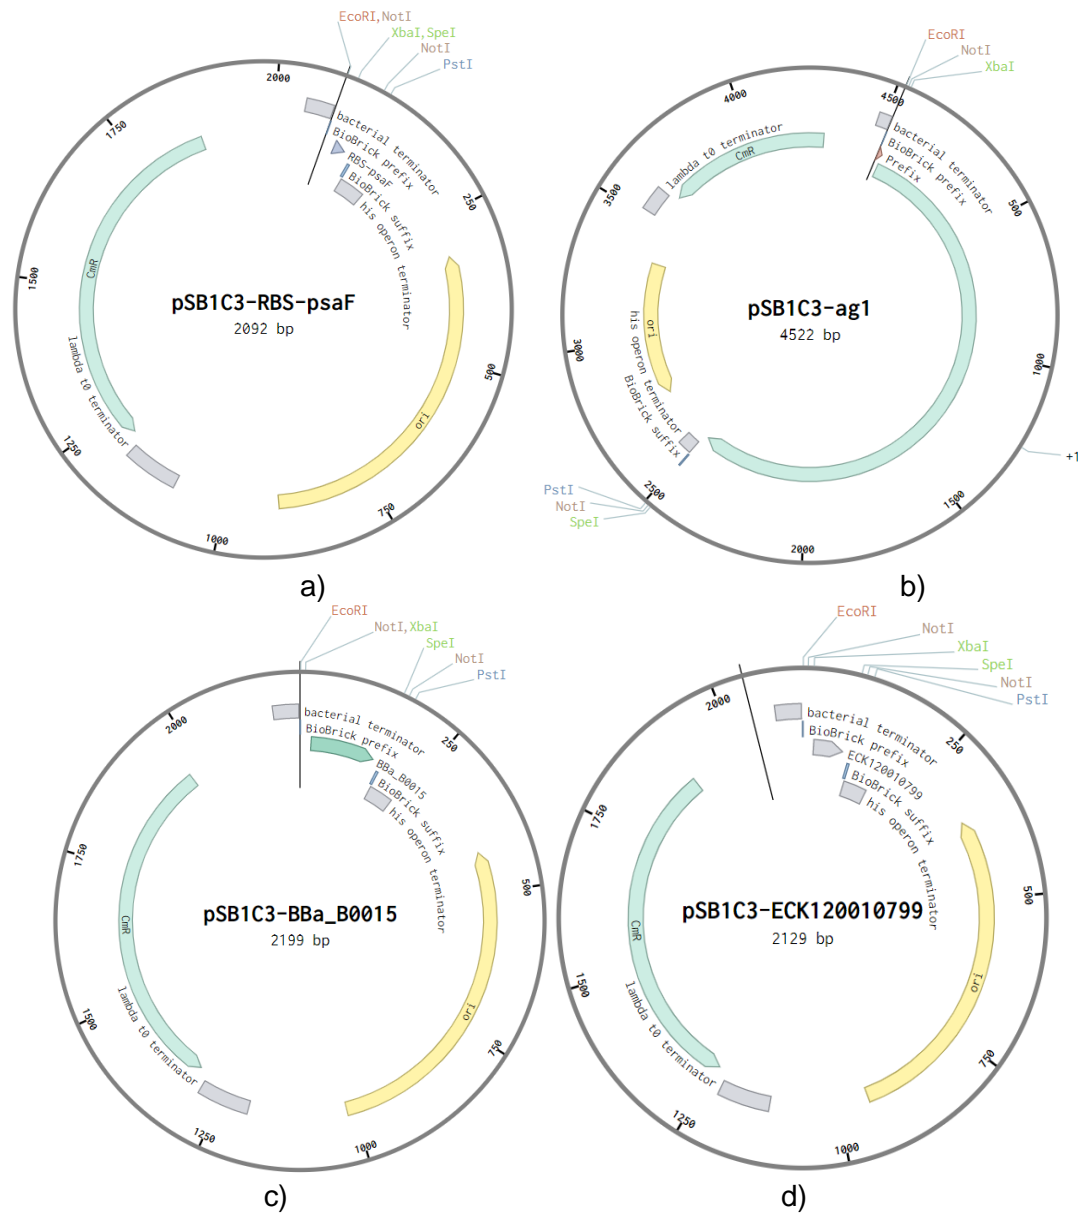 EcoRI, NotI
XbaI, SpeI
NotI
PstI
2000
250
500
750
1000
1250
1500
1750
bacterial terminator
BioBrick prefix
RBS-psaF
BioBrick suffix
his operon terminator
CmR
lambda t0 terminator
ori
pSB1C3-RBS-psaF
2092 bp
a)
EcoRI
NotI
XbaI
4500
500
1000
+1
1500
2000
2500
3000
3500
4000
bacterial terminator
BioBrick prefix
Prefix
lambda t0 terminator
CmR
ori
his operon terminator
BioBrick suffix
PstI
NotI
SpeI
pSB1C3-ag1
4522 bp
b)
EcoRI
NotI, XbaI
SpeI
NotI
PstI
250
500
750
1000
1250
1500
1750
2000
bacterial terminator
BioBrick prefix
BBa_B0015
BioBrick suffix
his operon terminator
CmR
lambda t0 terminator
ori
pSB1C3-BBa_B0015
2199 bp
c)
EcoRI
NotI
XbaI
SpeI
NotI
PstI
2000
250
500
750
1000
1250
1500
1750
bacterial terminator
BioBrick prefix
ECK120010799
BioBrick suffix
his operon terminator
CmR
lambda t0 terminator
ori
pSB1C3-ECK120010799
2129 bp
d)